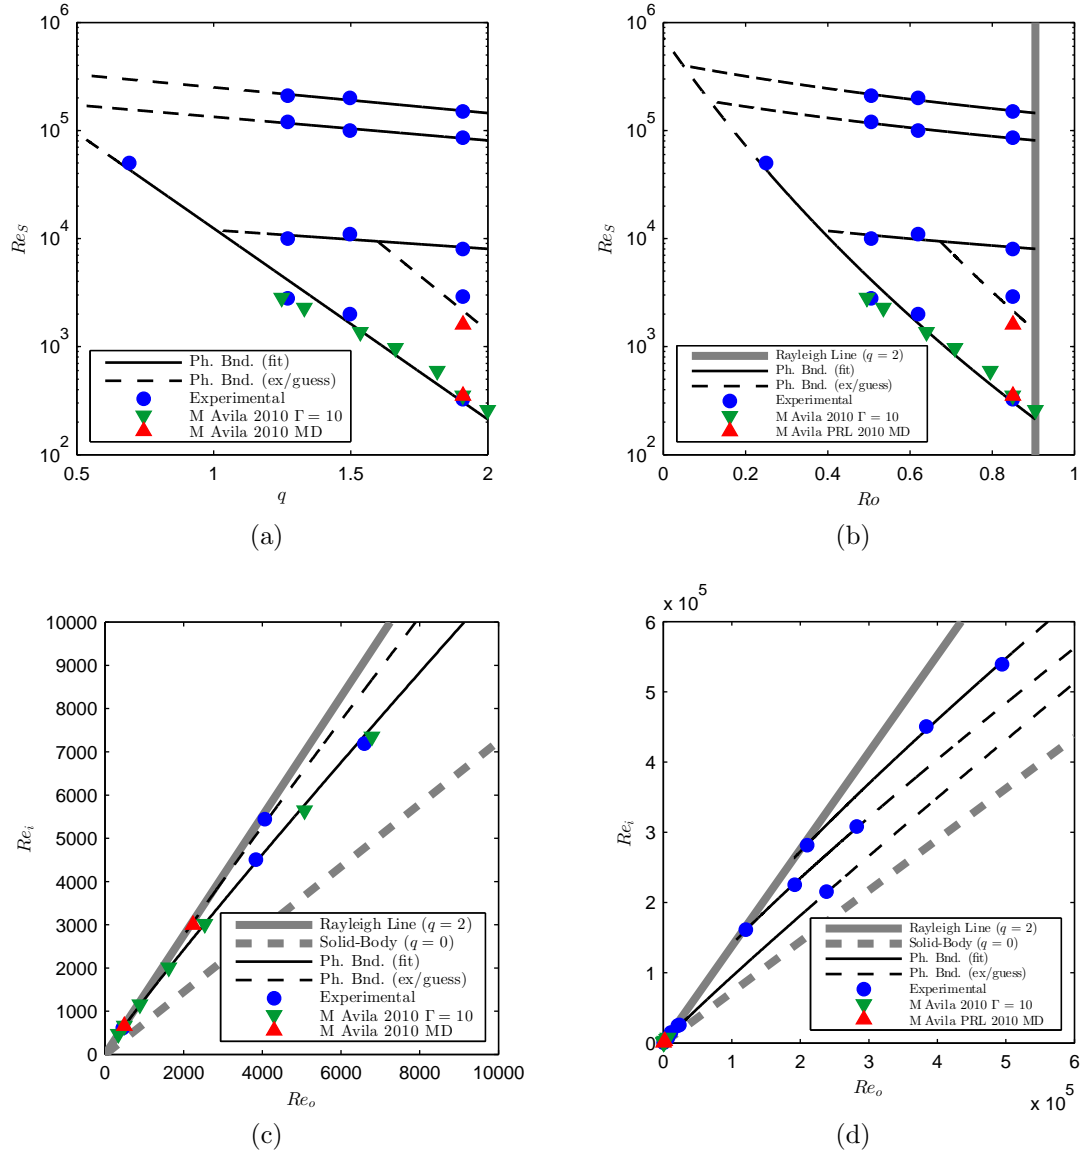 10^6
10^5
10^4
10^3
10^2
Re_S
0.5 1 1.5 2
q
Ph. Bnd. (fit)
Ph. Bnd. (ex/guess)
Experimental
M Avila 2010 Γ = 10
M Avila 2010 MD
(a)
10^6
10^5
10^4
10^3
10^2
Re_S
0 0.2 0.4 0.6 0.8 1
Ro
Rayleigh Line (q = 2)
Ph. Bnd. (fit)
Ph. Bnd. (ex/guess)
Experimental
M Avila 2010 Γ = 10
M Avila PRL 2010 MD
(b)
10000
9000
8000
7000
6000
5000
4000
3000
2000
1000
0
Re_i
0 2000 4000 6000 8000 10000
Re_o
Rayleigh Line (q = 2)
Solid-Body (q = 0)
Ph. Bnd. (fit)
Ph. Bnd. (ex/guess)
Experimental
M Avila 2010 Γ = 10
M Avila 2010 MD
(c)
x 10^5
6
5
4
3
2
1
0
Re_i
0 1 2 3 4 5 6
Re_o
x 10^5
Rayleigh Line (q = 2)
Solid-Body (q = 0)
Ph. Bnd. (fit)
Ph. Bnd. (ex/guess)
Experimental
M Avila 2010 Γ = 10
M Avila PRL 2010 MD
(d)